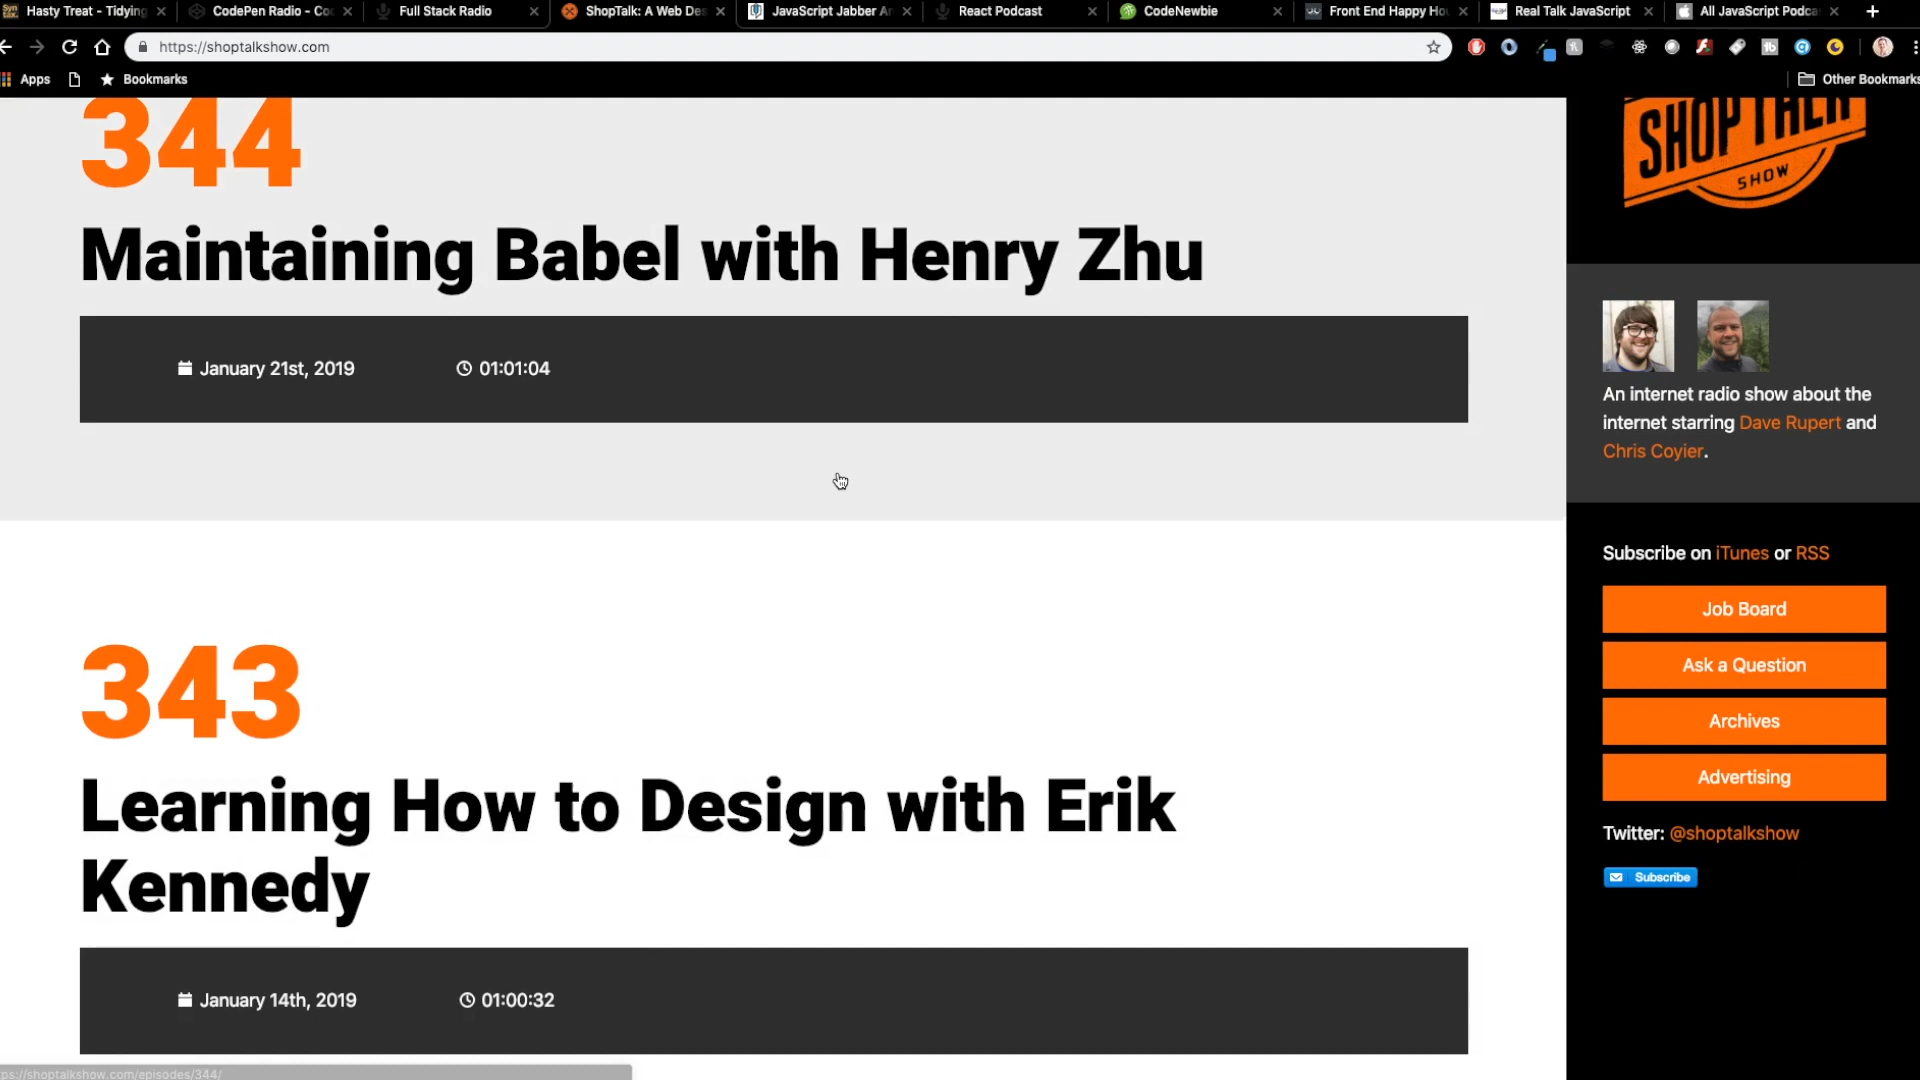 Hasty Treat - Tidying
CodePen Radio - Co
Full Stack Radio
ShopTalk: A Web Des
JavaScript Jabber Ar
React Podcast
CodeNewbie
Front End Happy Ho
Real Talk JavaScript
All JavaScript Podca
https://shoptalkshow.com
Apps
Bookmarks
Other Bookmarks
344
Maintaining Babel with Henry Zhu
January 21st, 2019
01:01:04
343
Learning How to Design with Erik
Kennedy
January 14th, 2019
01:00:32
SHOP TALK
SHOW
An internet radio show about the
internet starring Dave Rupert and
Chris Coyier.
Subscribe on iTunes or RSS
Job Board
Ask a Question
Archives
Advertising
Twitter: @shoptalkshow
Subscribe
ps://shoptalkshow.com/episodes/344/